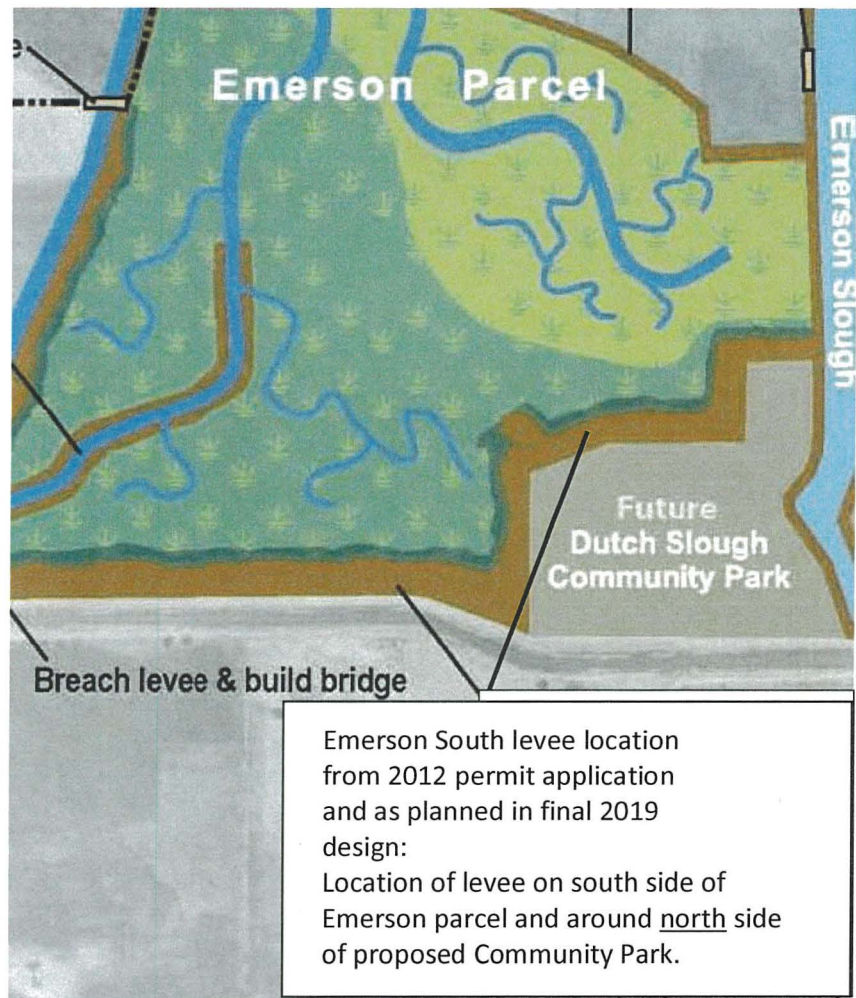 e
Emerson Parcel
Emerson Slough
Future
Dutch Slough
Community Park
Breach levee & build bridge
Emerson South levee location
from 2012 permit application
and as planned in final 2019
design:
Location of levee on south side of
Emerson parcel and around north side
of proposed Community Park.